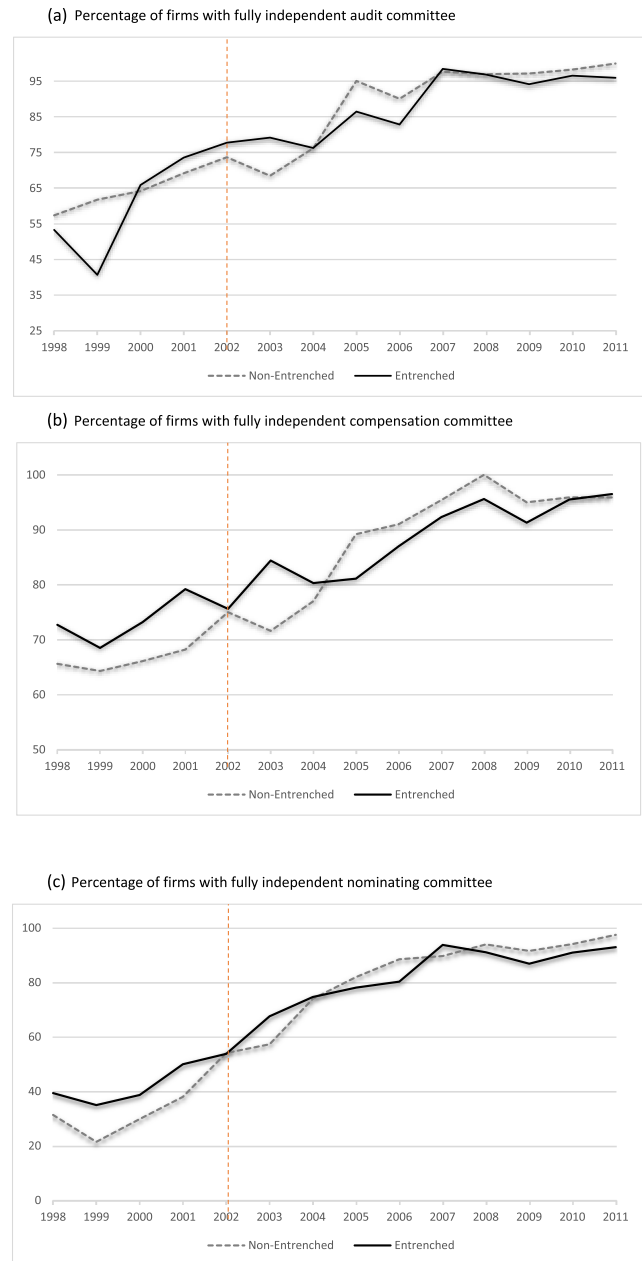 (a) Percentage of firms with fully independent audit committee
95
85
75
65
55
45
35
25
1998 1999 2000 2001 2002 2003 2004 2005 2006 2007 2008 2009 2010 2011
Non-Entrenched Entrenched
(b) Percentage of firms with fully independent compensation committee
100
90
80
70
60
50
1998 1999 2000 2001 2002 2003 2004 2005 2006 2007 2008 2009 2010 2011
Non-Entrenched Entrenched
(c) Percentage of firms with fully independent nominating committee
100
80
60
40
20
0
1998 1999 2000 2001 2002 2003 2004 2005 2006 2007 2008 2009 2010 2011
Non-Entrenched Entrenched